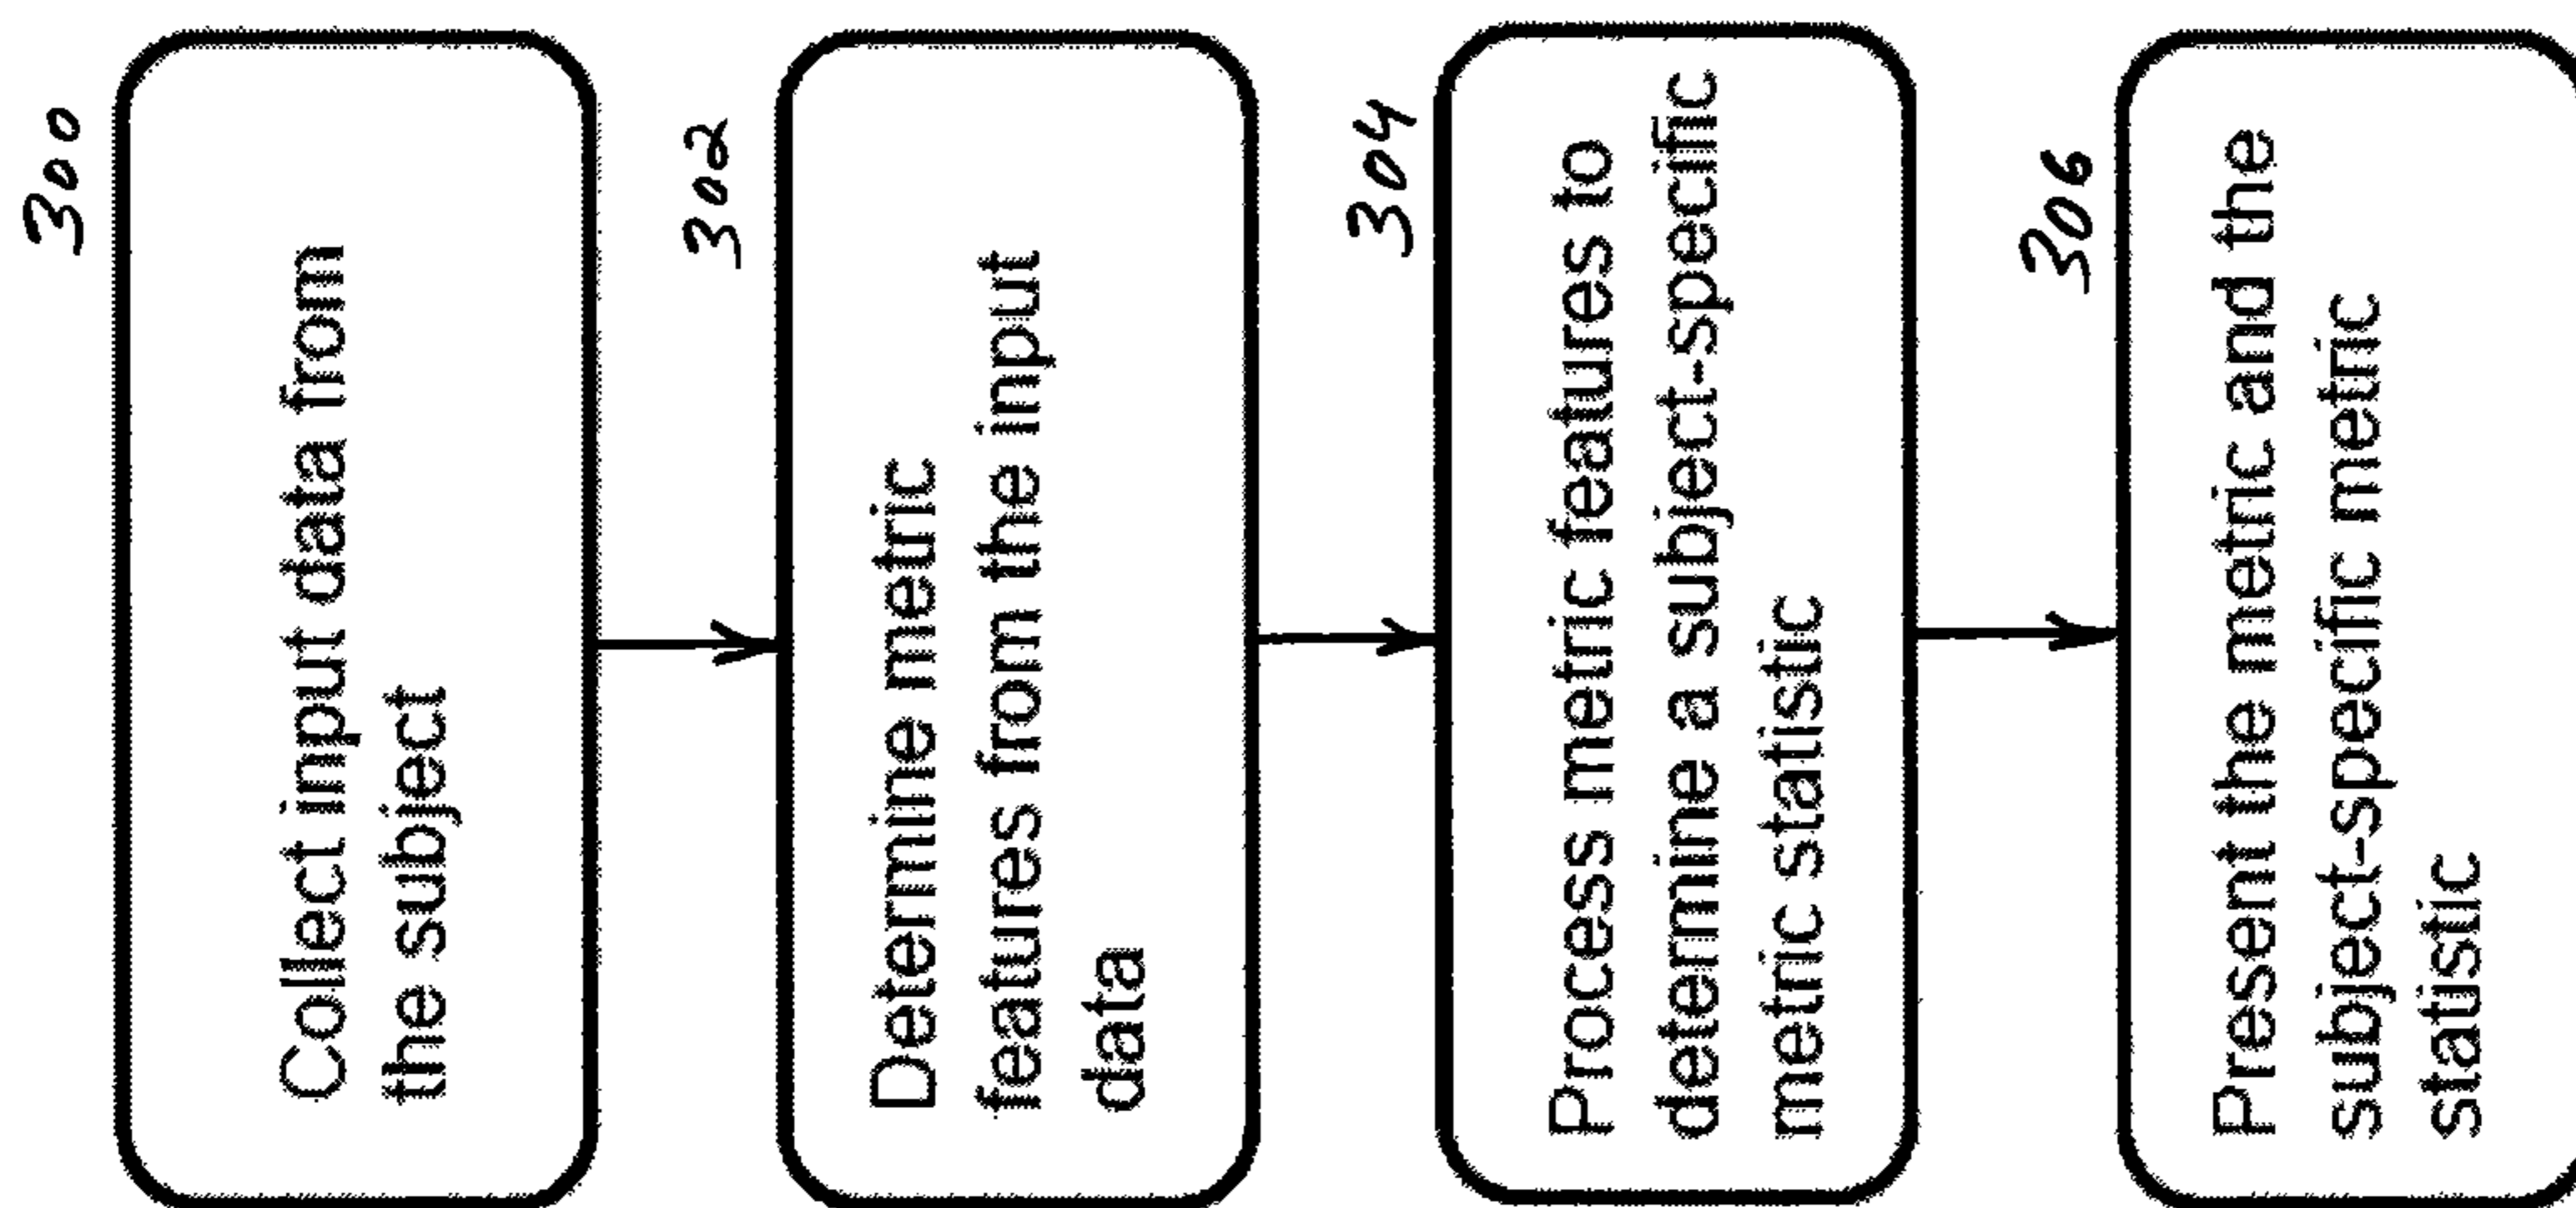 300
Collect input data from
the subject
302
Determine metric
features from the input
data
304
Process metric features to
determine a subject-specific
metric statistic
306
Present the metric and the
subject-specific metric
statistic